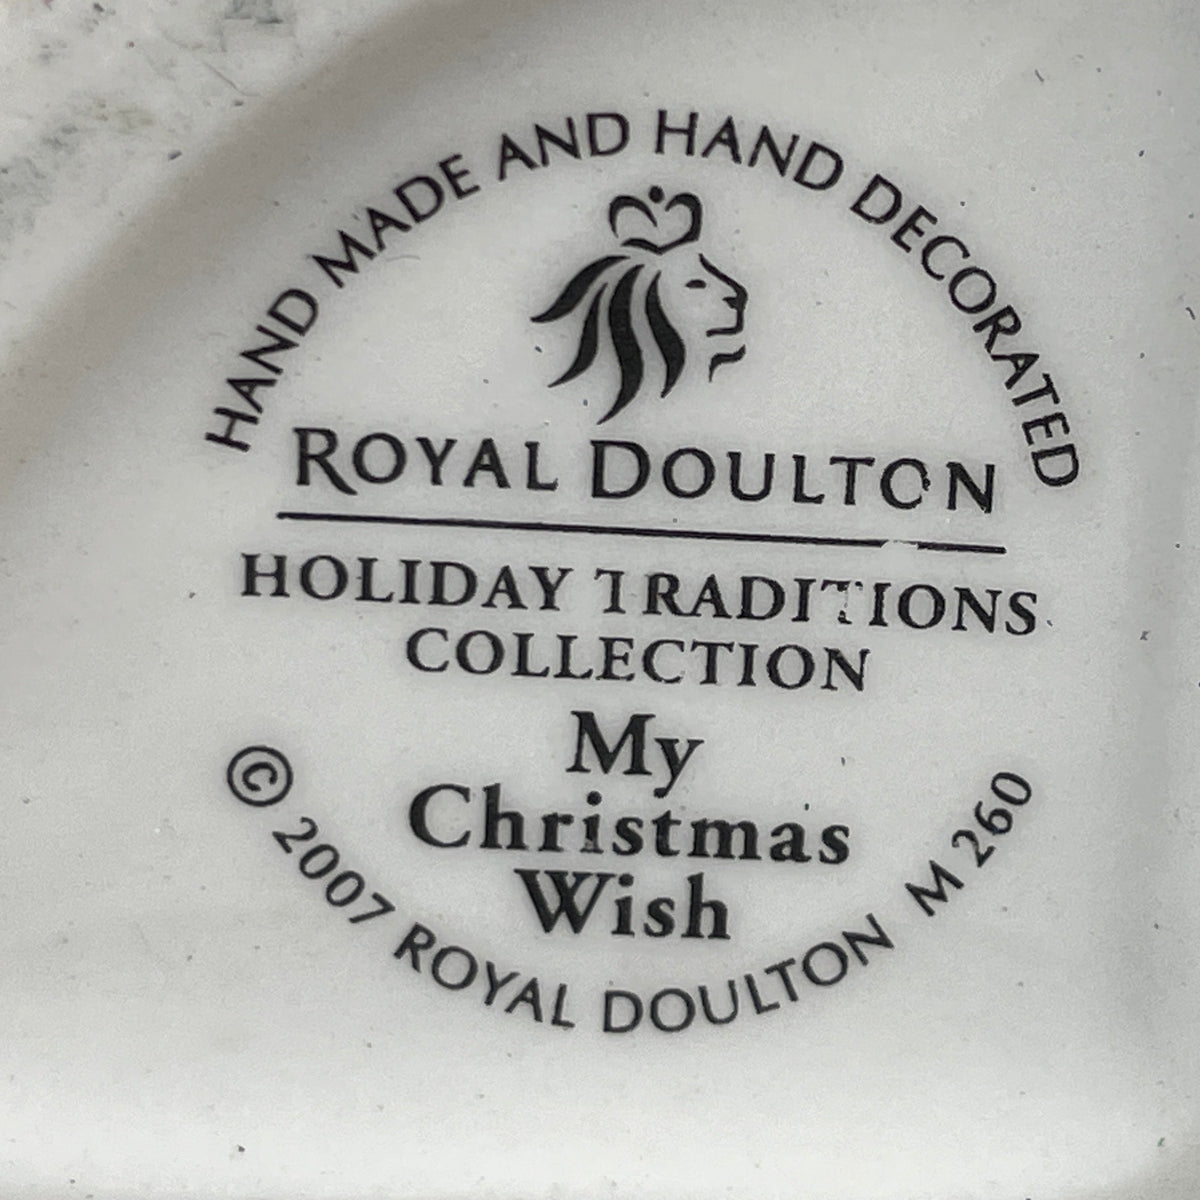 HAND MADE AND HAND DECORATED
ROYAL DOULTON
HOLIDAY TRADITIONS
COLLECTION
My
Christmas
Wish
© 2007 ROYAL DOULTON M 260